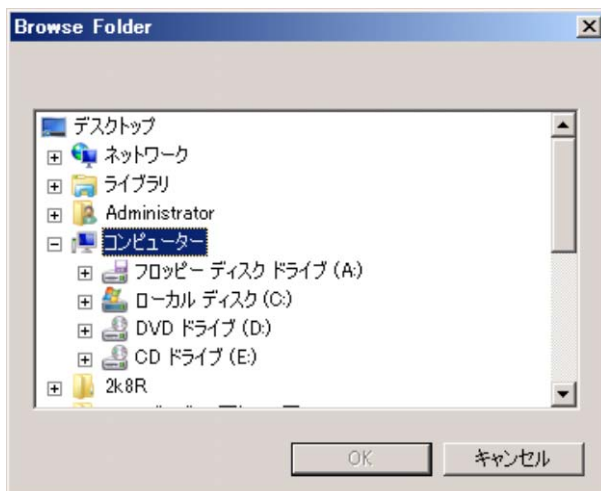 Browse Folder
デスクトップ
ネットワーク
ライブラリ
Administrator
コンピューター
フロッピー ディスク ドライブ (A:)
ローカル ディスク (C:)
DVD ドライブ (D:)
CD ドライブ (E:)
2k8R
OK
キャンセル